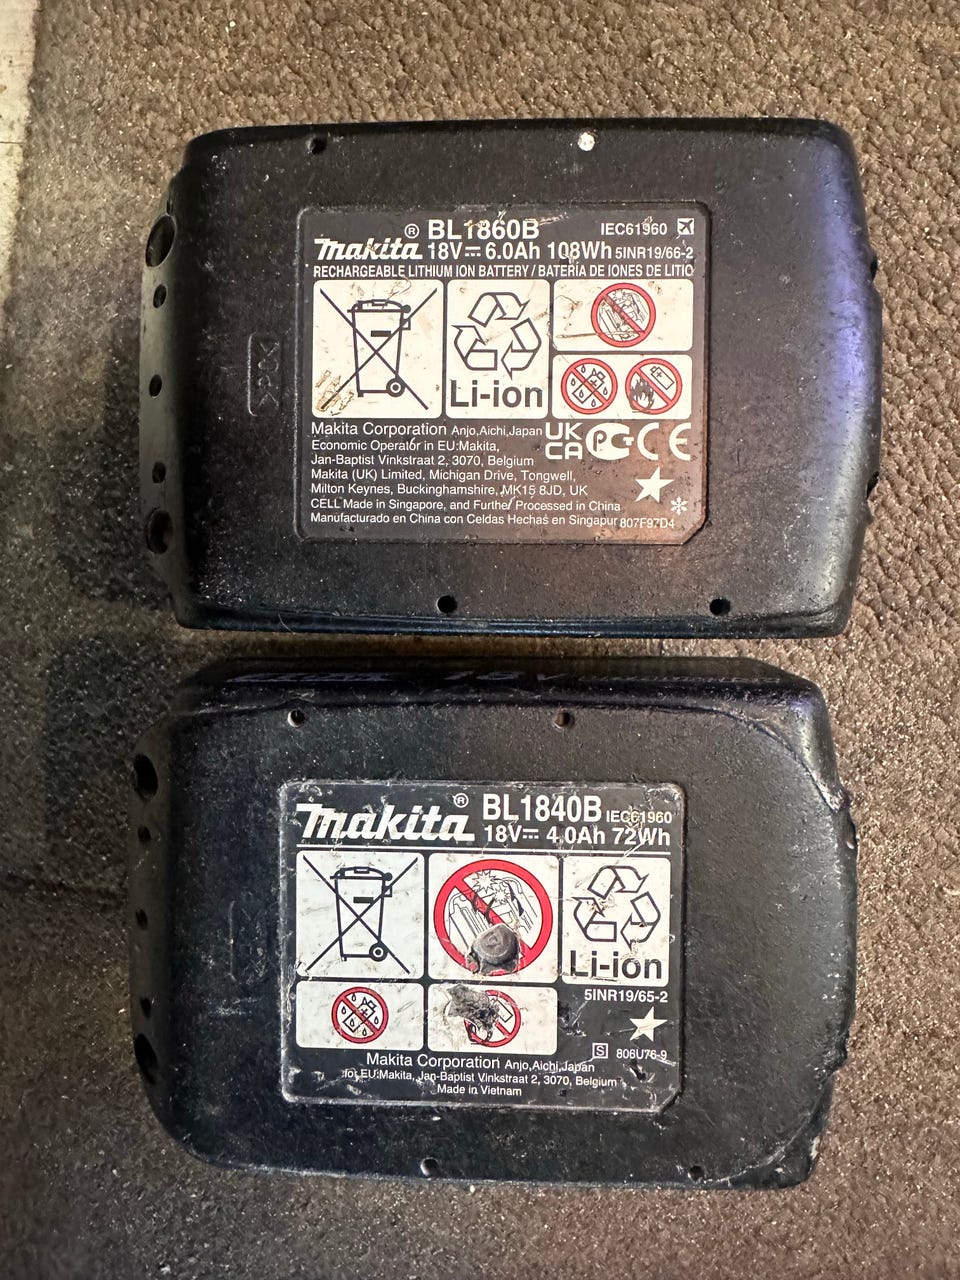 makita® BL1860B IEC61960
18V 6.0Ah 108Wh 5INR19/66-2
RECHARGEABLE LITHIUM ION BATTERY / BATERÍA DE IONES DE LITIO
Li-ion
Makita Corporation Anjo,Aichi,Japan
Economic Operator in EU:Makita,
Jan-Baptist Vinkstraat 2, 3070, Belgium
Makita (UK) Limited, Michigan Drive, Tongwell,
Milton Keynes, Buckinghamshire, MK15 8JD, UK
CELL Made in Singapore, and Further Processed in China
Manufacturado en China con Celdas Hechas en Singapur 807F97D4
UK
CA
CE
>PC<
18V
makita® BL1840B IEC61960
18V 4.0Ah 72Wh
Li-ion
5INR19/65-2
S 806U76-9
Makita Corporation Anjo,Aichi,Japan
for EU:Makita, Jan-Baptist Vinkstraat 2, 3070, Belgium
Made in Vietnam